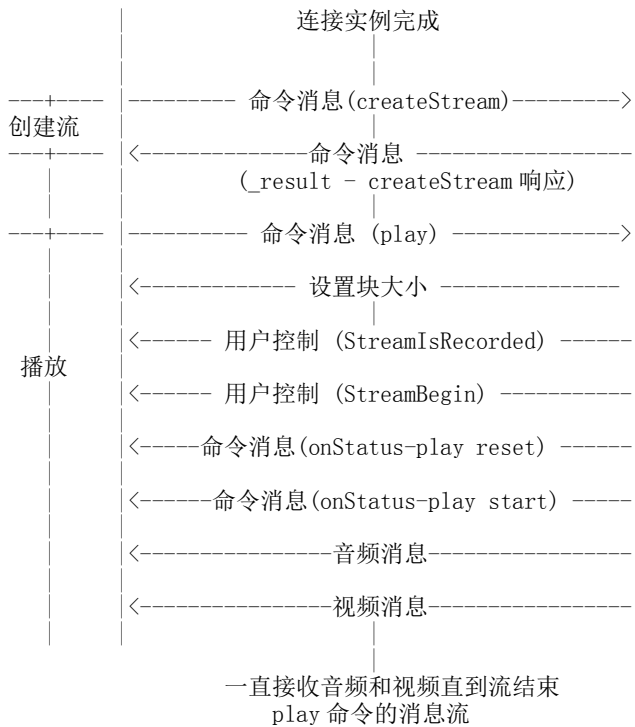 连接实例完成
命令消息(createStream)
创建流
命令消息
(_result - createStream 响应)
命令消息 (play)
设置块大小
用户控制 (StreamIsRecorded)
播放
用户控制 (StreamBegin)
命令消息(onStatus-play reset)
命令消息(onStatus-play start)
音频消息
视频消息
一直接收音频和视频直到流结束
play 命令的消息流